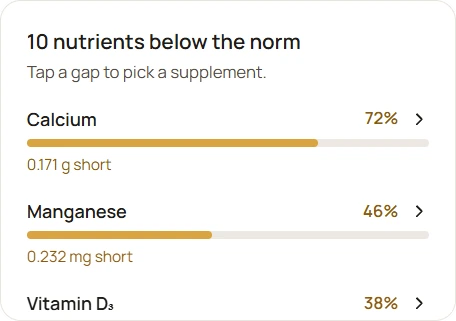 10 nutrients below the norm
Tap a gap to pick a supplement.
Calcium 72%
0.171 g short
Manganese 46%
0.232 mg short
Vitamin D₃ 38%